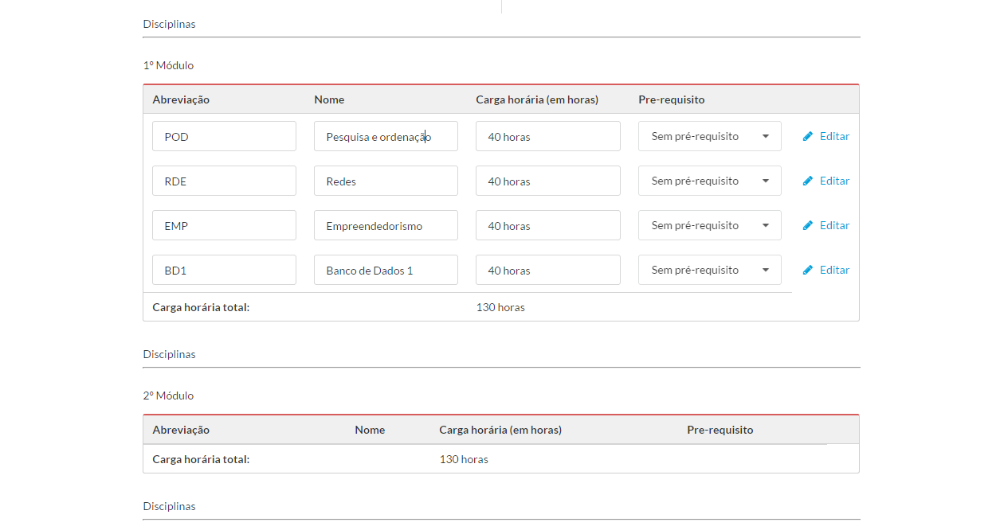 Disciplinas
1º Módulo
Abreviação Nome Carga horária (em horas) Pre-requisito
POD Pesquisa e ordenação 40 horas Sem pré-requisito Editar
RDE Redes 40 horas Sem pré-requisito Editar
EMP Empreendedorismo 40 horas Sem pré-requisito Editar
BD1 Banco de Dados 1 40 horas Sem pré-requisito Editar
Carga horária total: 130 horas
Disciplinas
2º Módulo
Abreviação Nome Carga horária (em horas) Pre-requisito
Carga horária total: 130 horas
Disciplinas